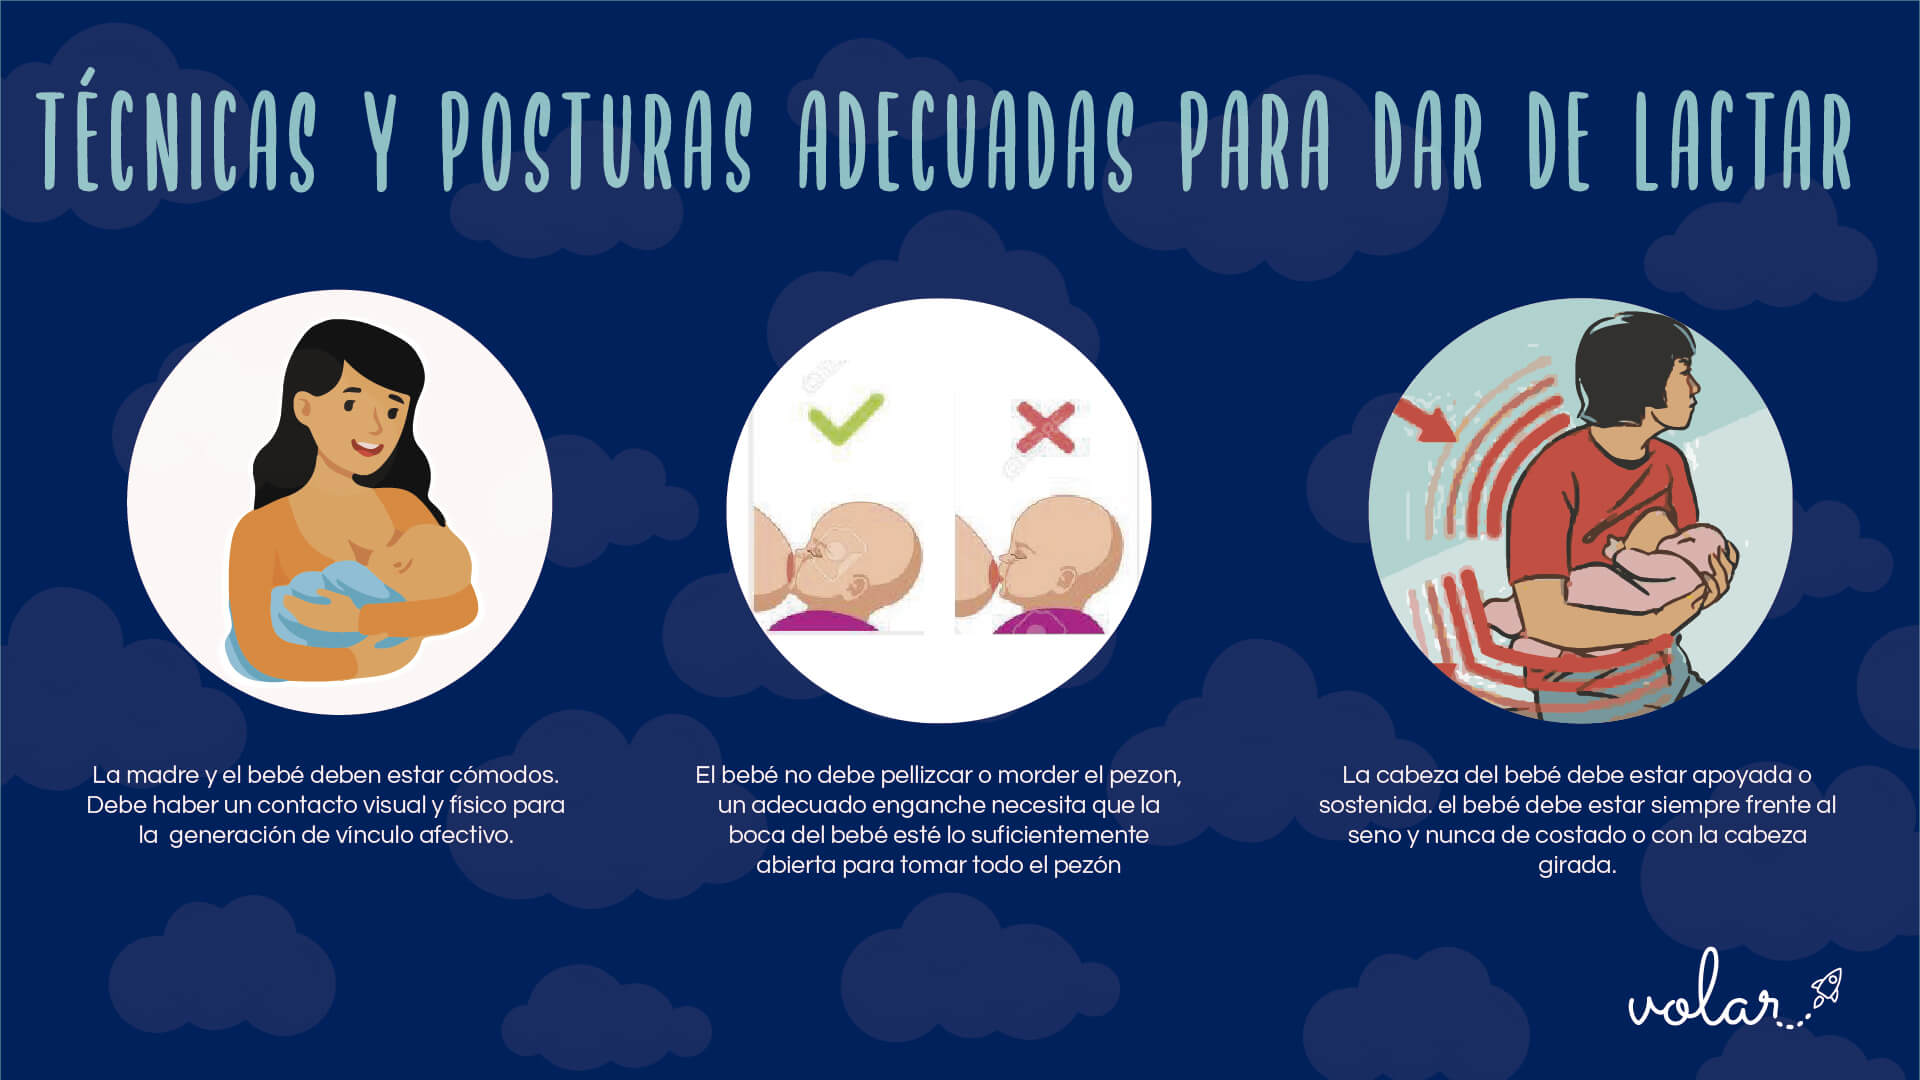 TÉCNICAS Y POSTURAS ADECUADAS PARA DAR DE LACTAR
La madre y el bebé deben estar cómodos.
Debe haber un contacto visual y físico para
la generación de vínculo afectivo.
El bebé no debe pellizcar o morder el pezon,
un adecuado enganche necesita que la
boca del bebé esté lo suficientemente
abierta para tomar todo el pezón
La cabeza del bebé debe estar apoyada o
sostenida. el bebé debe estar siempre frente al
seno y nunca de costado o con la cabeza
girada.
volar